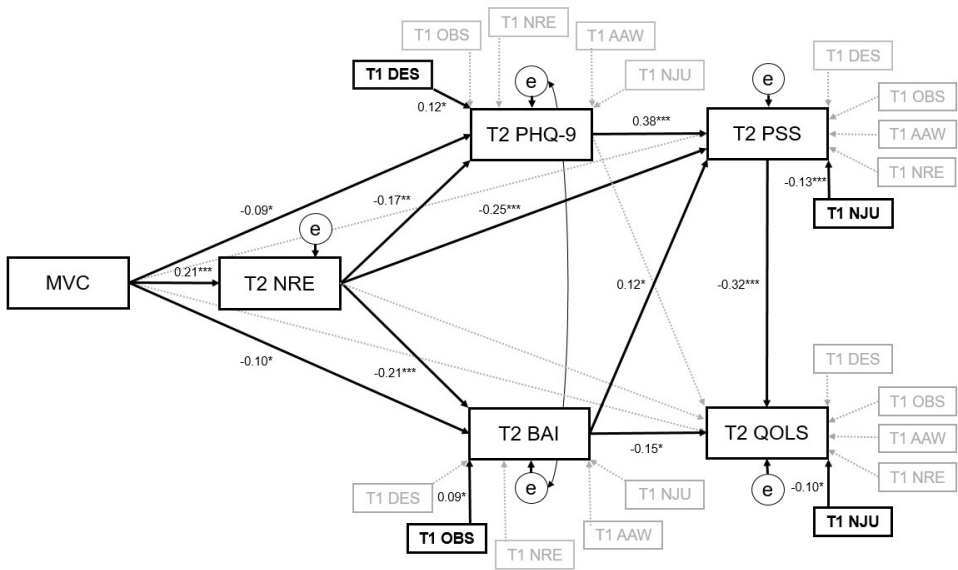 T1 NRE
T1 OBS
T1 AAW
T1 DES
T1 DES
e
T1 NJU
e
T1 OBS
0.12*
T2 PHQ-9
0.38***
T2 PSS
T1 AAW
T1 NRE
-0.17**
-0.13***
-0.09*
-0.25***
T1 NJU
e
0.21***
MVC
T2 NRE
0.12*
-0.32***
-0.10*
-0.21***
T1 DES
T1 OBS
T2 BAI
T2 QOLS
T1 AAW
-0.15*
T1 NRE
e
e
-0.10*
T1 DES
0.09*
T1 NJU
T1 OBS
T1 AAW
T1 NJU
T1 NRE